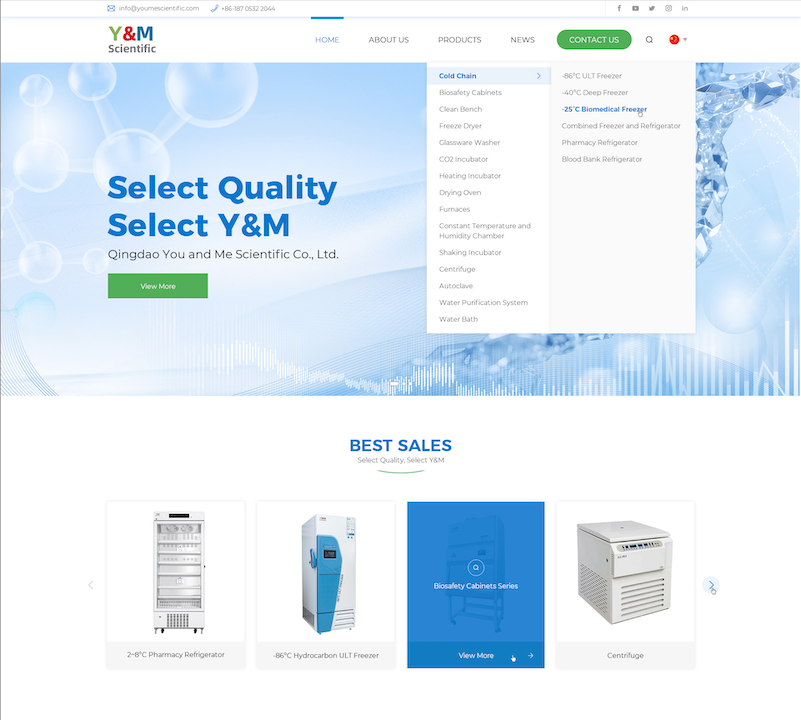 info@youmescientific.com
+86-187 0532 2044
Y&M
Scientific
HOME
ABOUT US
PRODUCTS
NEWS
CONTACT US
Cold Chain
Biosafety Cabinets
Clean Bench
Freeze Dryer
Glassware Washer
CO2 Incubator
Heating Incubator
Drying Oven
Furnaces
Constant Temperature and
Humidity Chamber
Shaking Incubator
Centrifuge
Autoclave
Water Purification System
Water Bath
-86°C ULT Freezer
-40°C Deep Freezer
-25°C Biomedical Freezer
Combined Freezer and Refrigerator
Pharmacy Refrigerator
Blood Bank Refrigerator
Select Quality
Select Y&M
Qingdao You and Me Scientific Co., Ltd.
View More
BEST SALES
Select Quality, Select Y&M
Biosafety Cabinets Series
2~8°C Pharmacy Refrigerator
-86°C Hydrocarbon ULT Freezer
View More
Centrifuge